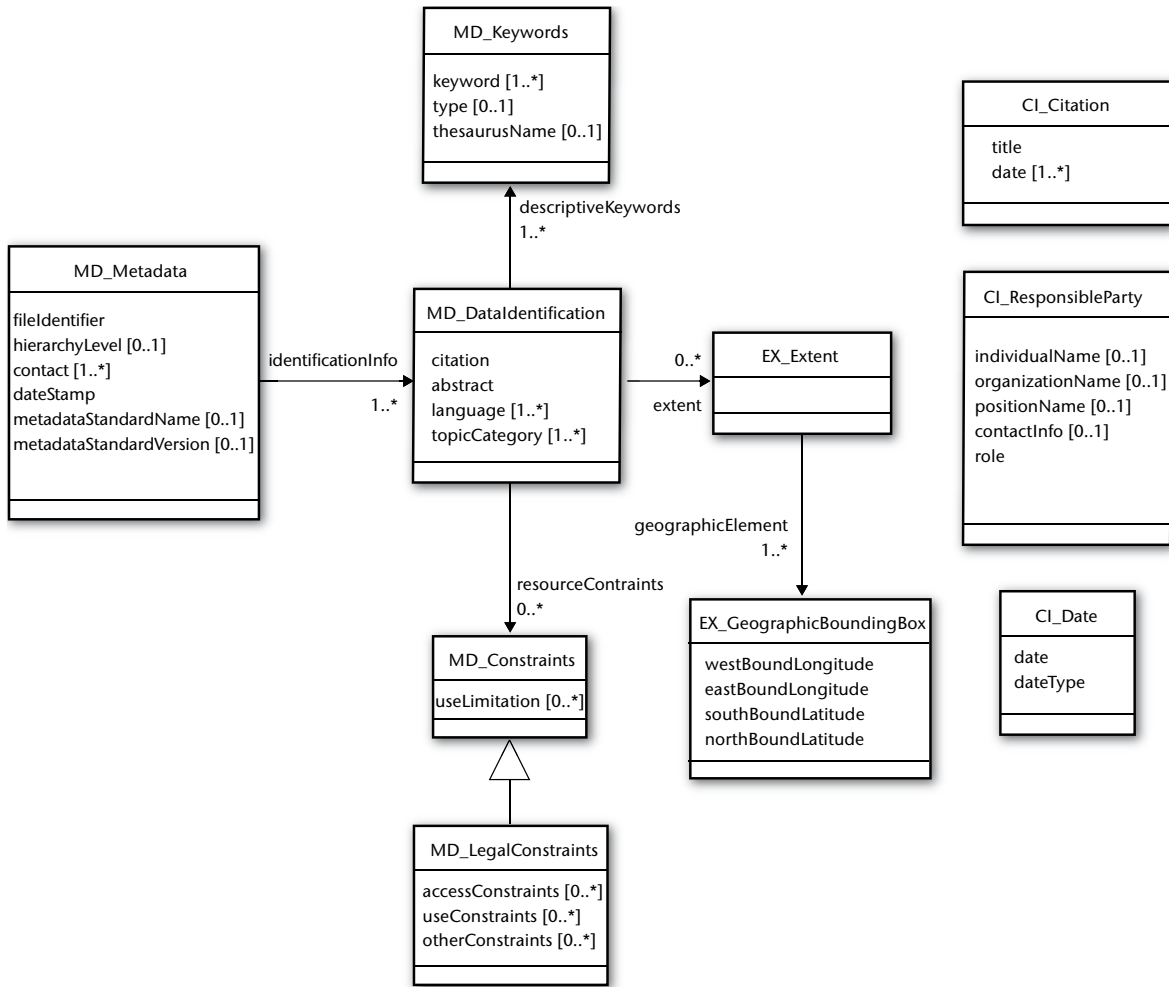 MD_Keywords
keyword [1..*]
type [0..1]
thesaurusName [0..1]
descriptiveKeywords
1..*
MD_Metadata
fileIdentifier
hierarchyLevel [0..1]
contact [1..*]
dateStamp
metadataStandardName [0..1]
metadataStandardVersion [0..1]
identificationInfo
1..*
MD_DataIdentification
citation
abstract
language [1..*]
topicCategory [1..*]
0..*
extent
EX_Extent
geographicElement
1..*
EX_GeographicBoundingBox
westBoundLongitude
eastBoundLongitude
southBoundLatitude
northBoundLatitude
resourceContraints
0..*
MD_Constraints
useLimitation [0..*]
MD_LegalConstraints
accessConstraints [0..*]
useConstraints [0..*]
otherConstraints [0..*]
CI_Citation
title
date [1..*]
CI_ResponsibleParty
individualName [0..1]
organizationName [0..1]
positionName [0..1]
contactInfo [0..1]
role
CI_Date
date
dateType